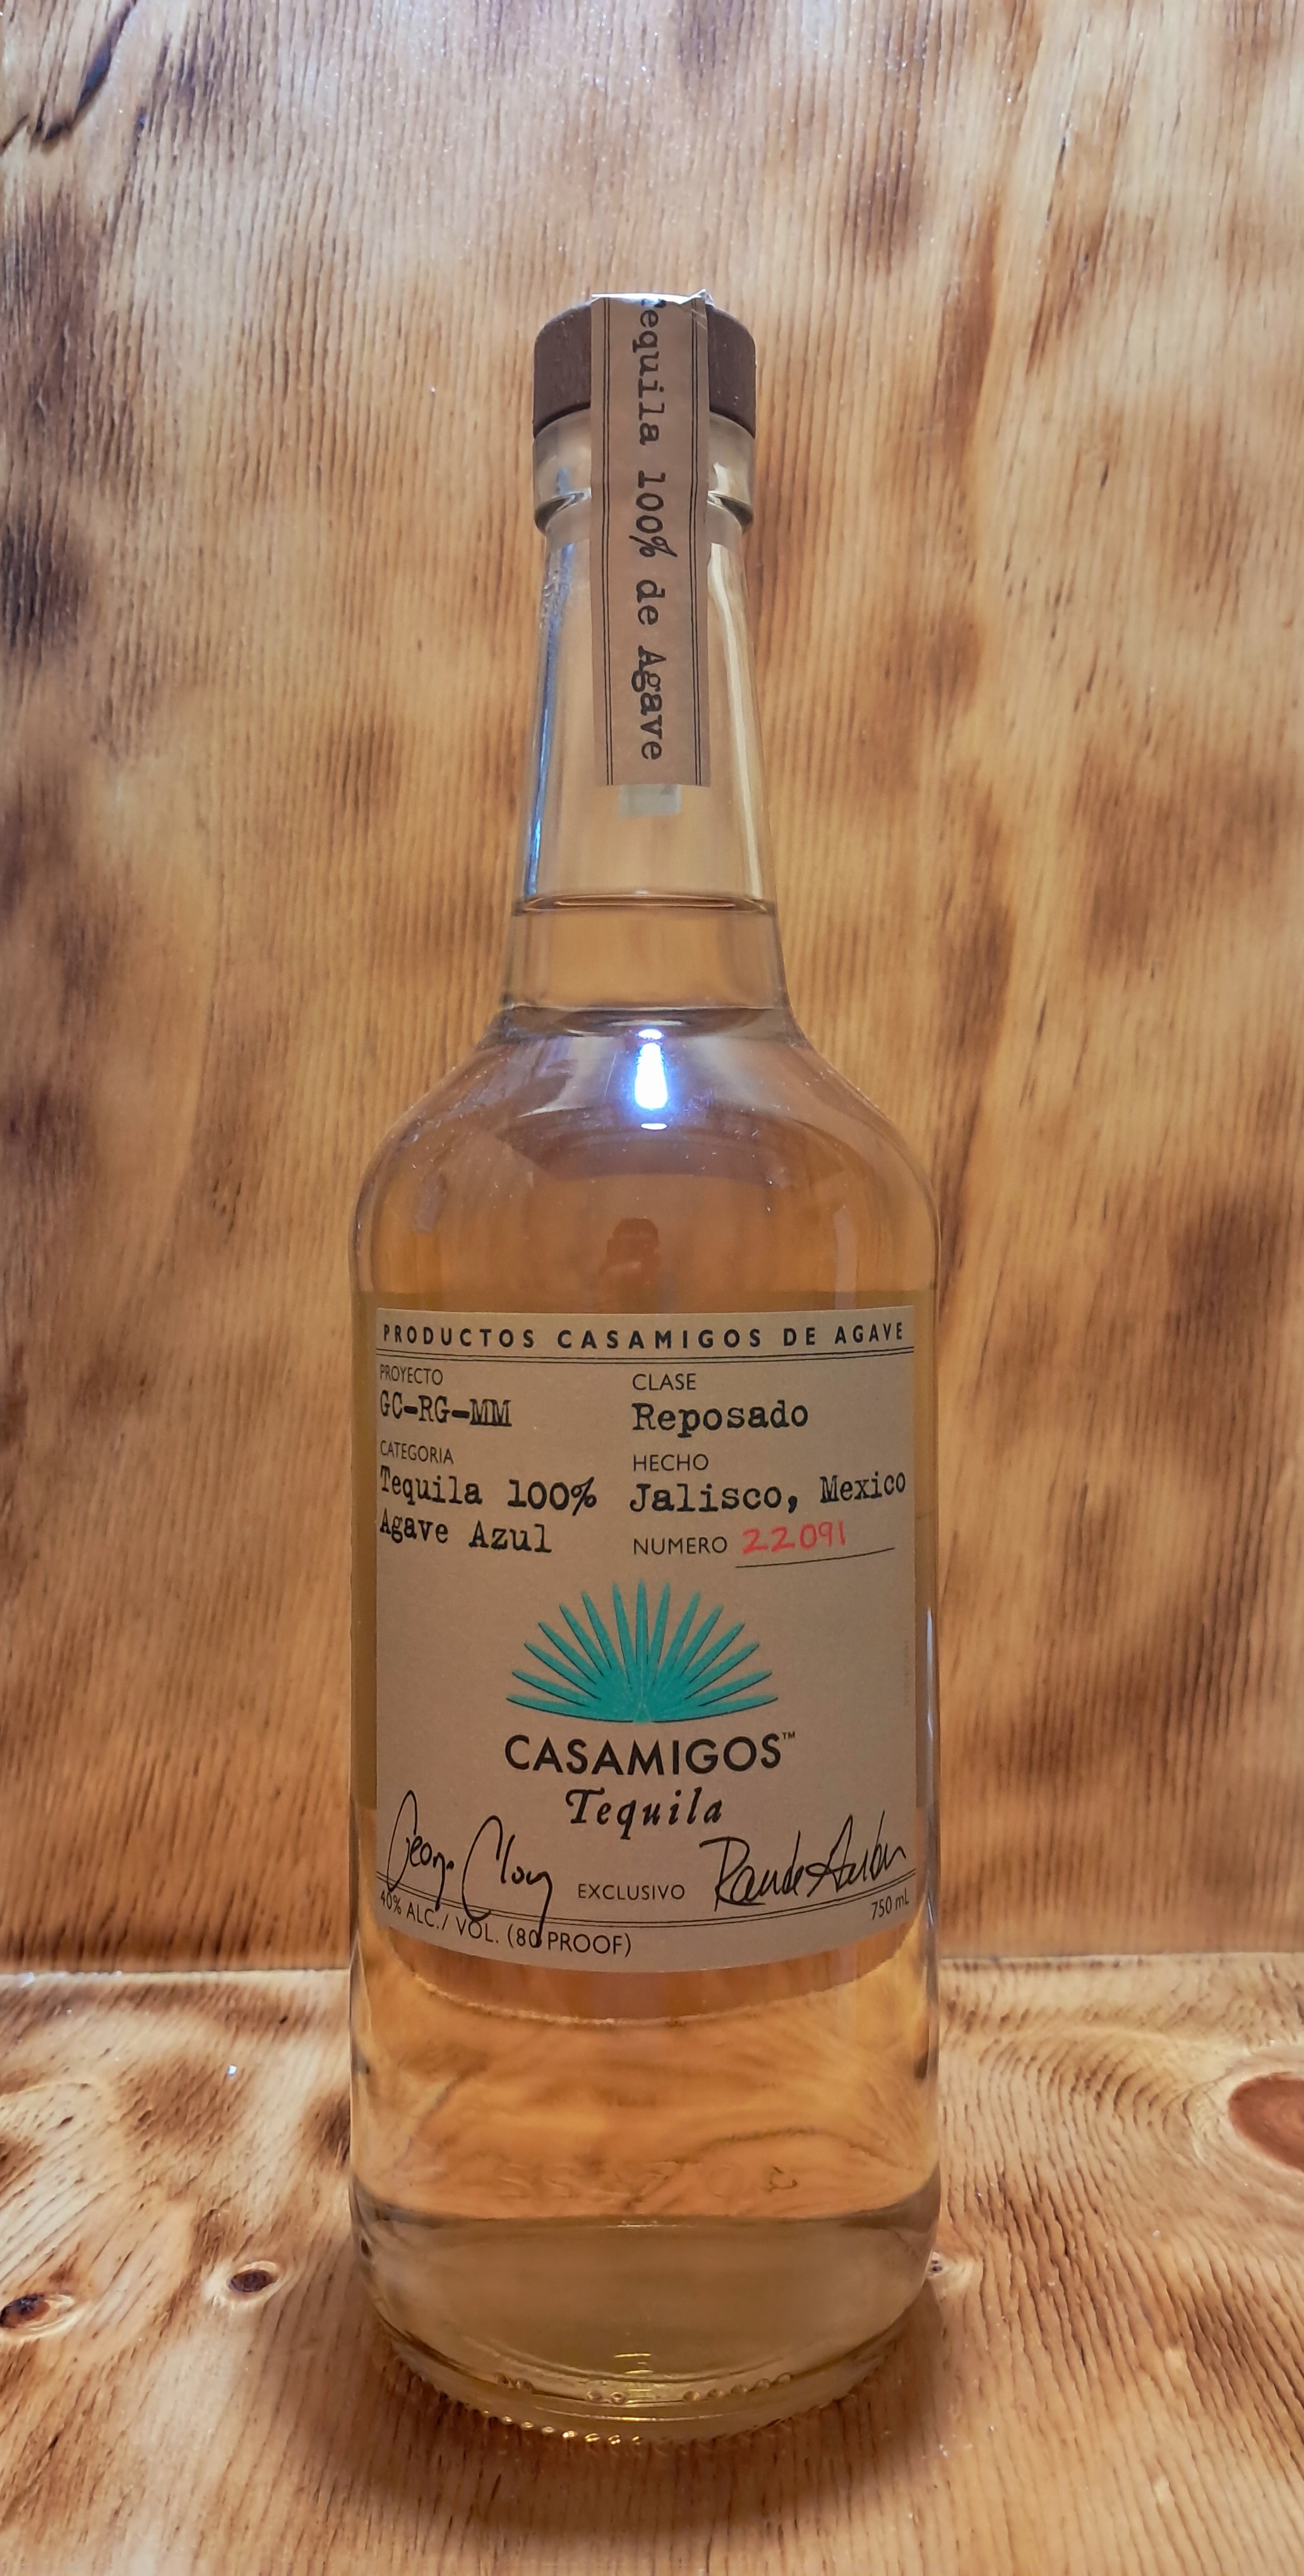 Tequila 100% de Agave
PRODUCTOS CASAMIGOS DE AGAVE
PROYECTO
GC-RG-MM
CATEGORIA
Tequila 100%
Agave Azul
CLASE
Reposado
HECHO
Jalisco, Mexico
NUMERO 22091
CASAMIGOS™
Tequila
EXCLUSIVO
40% ALC./ VOL. (80 PROOF)
750 mL